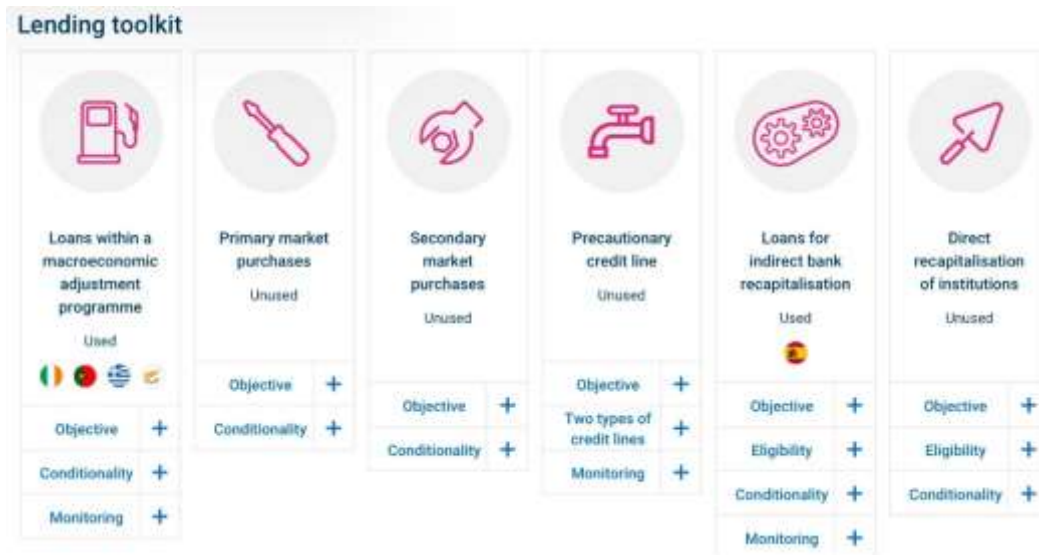 Lending toolkit
Loans within a
macroeconomic
adjustment
programme
Used
Objective
Conditionality
Monitoring
Primary market
purchases
Unused
Objective
Conditionality
Secondary
market
purchases
Unused
Objective
Conditionality
Precautionary
credit line
Unused
Objective
Two types of
credit lines
Monitoring
Loans for
indirect bank
recapitalisation
Used
Objective
Eligibility
Conditionality
Monitoring
Direct
recapitalisation
of institutions
Unused
Objective
Eligibility
Conditionality